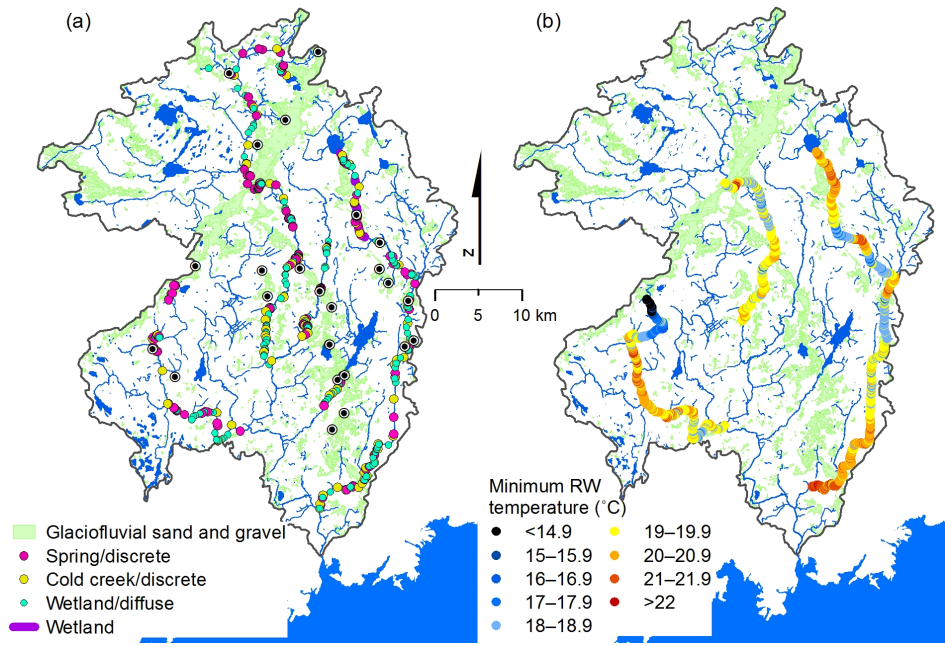 (a)
(b)
N
0 5 10 km
Glaciofluvial sand and gravel
Spring/discrete
Cold creek/discrete
Wetland/diffuse
Wetland
Minimum RW
temperature (˚C)
<14.9
15–15.9
16–16.9
17–17.9
18–18.9
19–19.9
20–20.9
21–21.9
>22